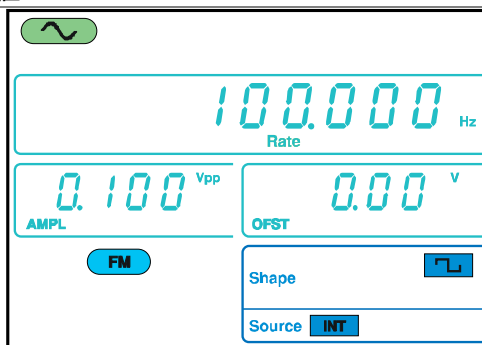 100.000 Hz
Rate
0.100 Vpp
AMPL
0.00 V
OFST
FM
Shape
Source INT